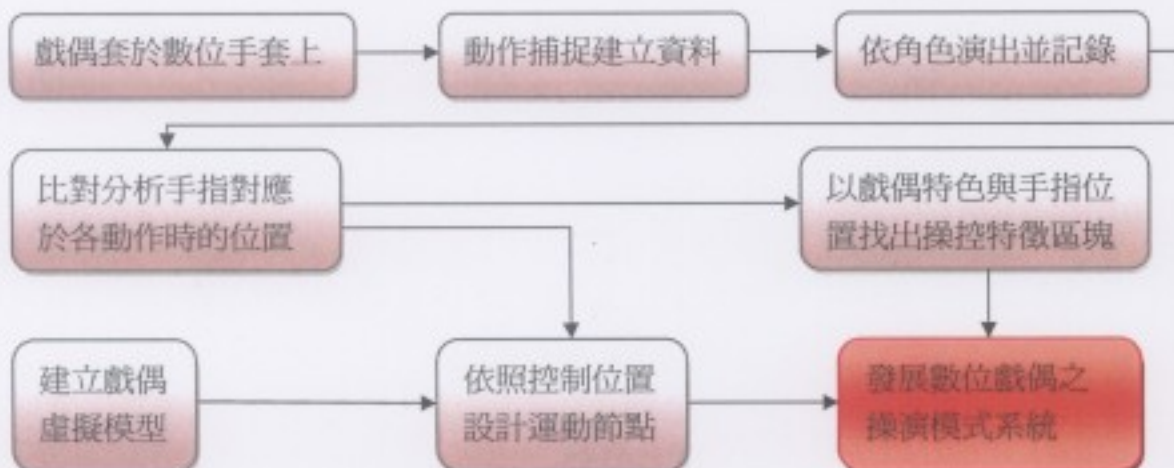 戲偶套於數位手套上
動作捕捉建立資料
依角色演出並記錄
比對分析手指對應
於各動作時的位置
以戲偶特色與手指位
置找出操控特徵區塊
建立戲偶
虛擬模型
依照控制位置
設計運動節點
發展數位戲偶之
操演模式系統